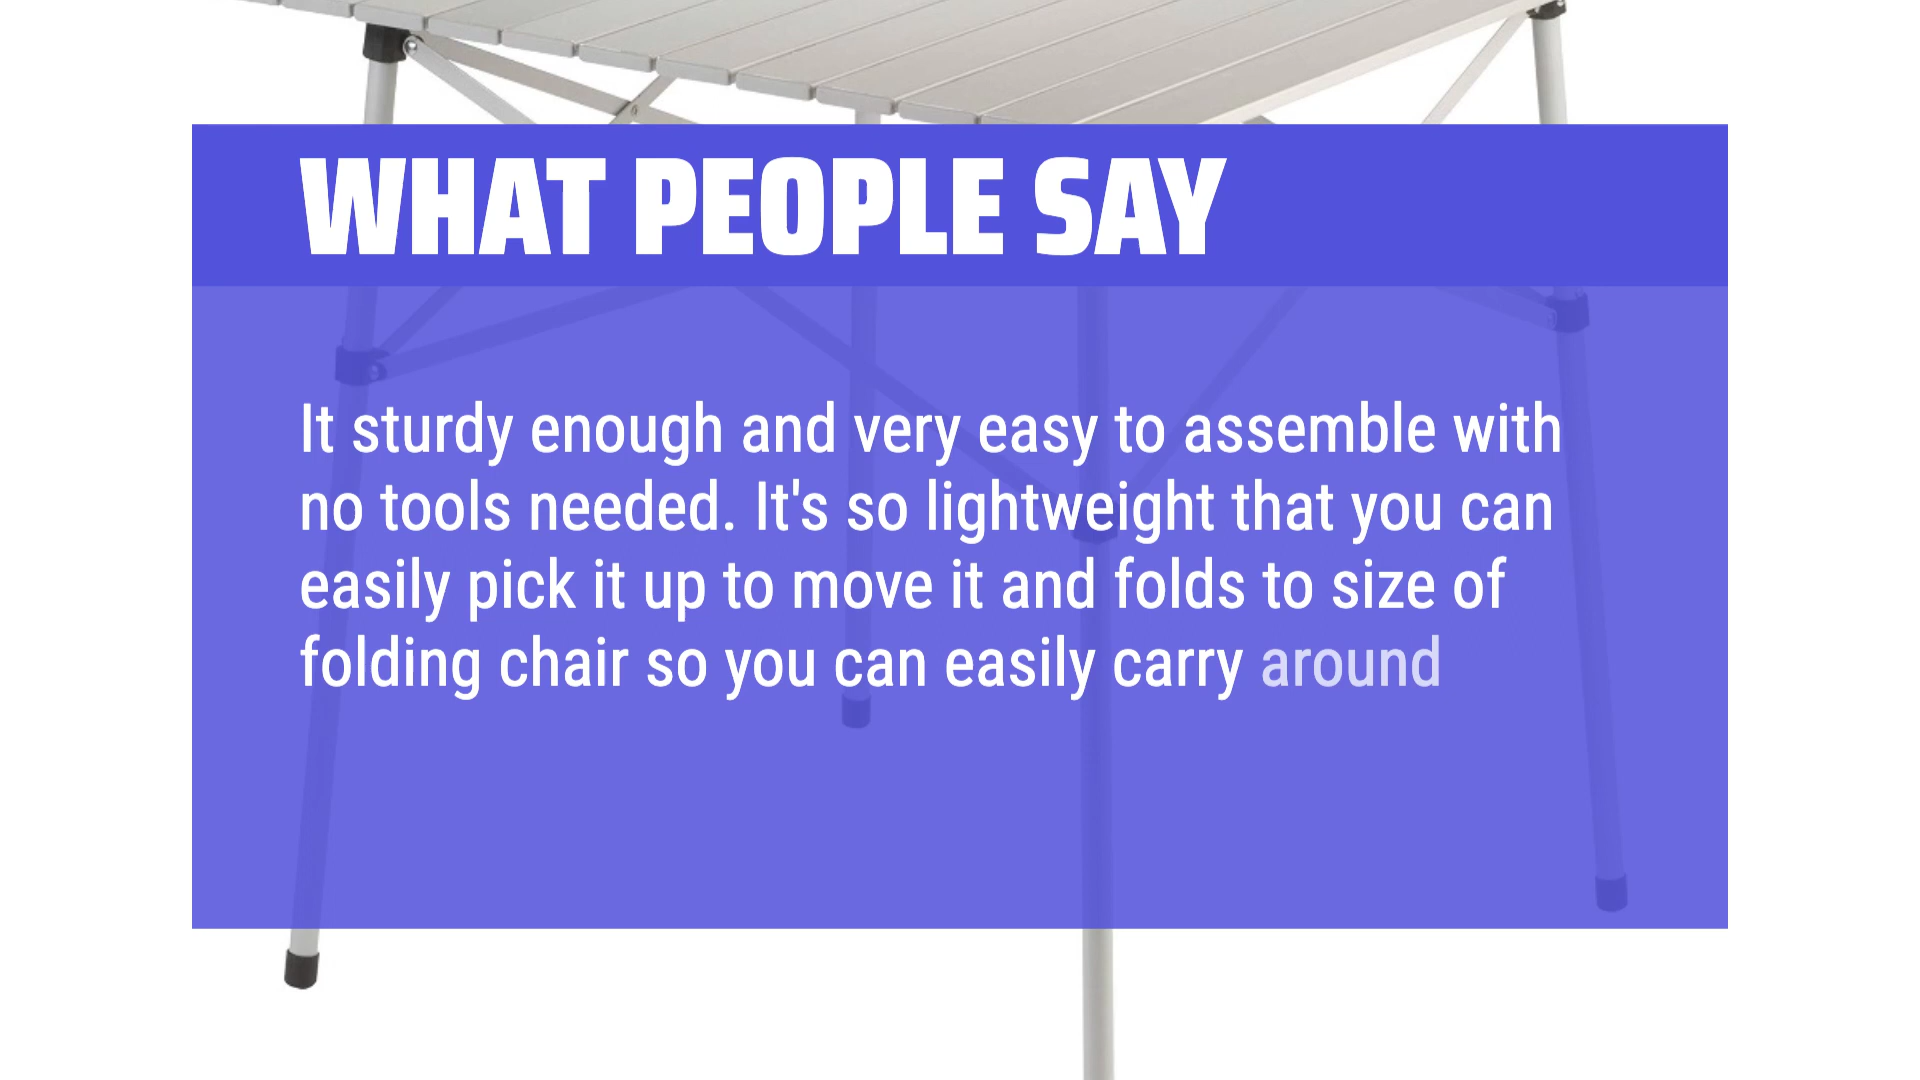 WHAT PEOPLE SAY
It sturdy enough and very easy to assemble with
no tools needed. It's so lightweight that you can
easily pick it up to move it and folds to size of
folding chair so you can easily carry around